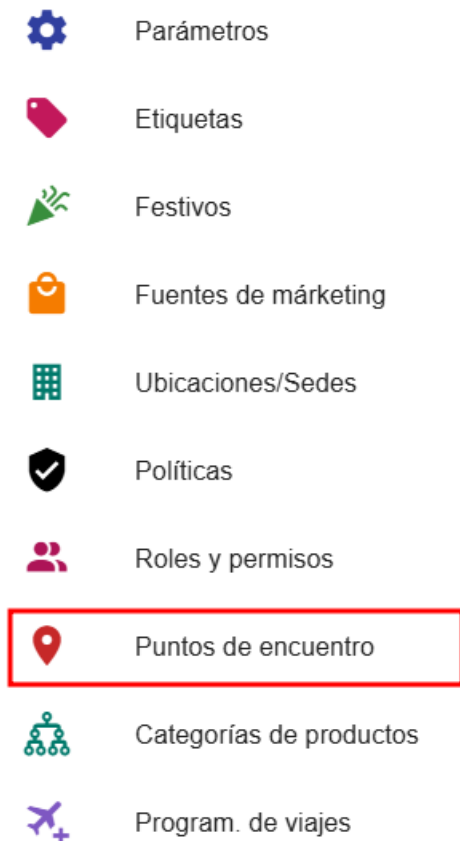 Parámetros
Etiquetas
Festivos
Fuentes de márketing
Ubicaciones/Sedes
Políticas
Roles y permisos
Puntos de encuentro
Categorías de productos
Program. de viajes